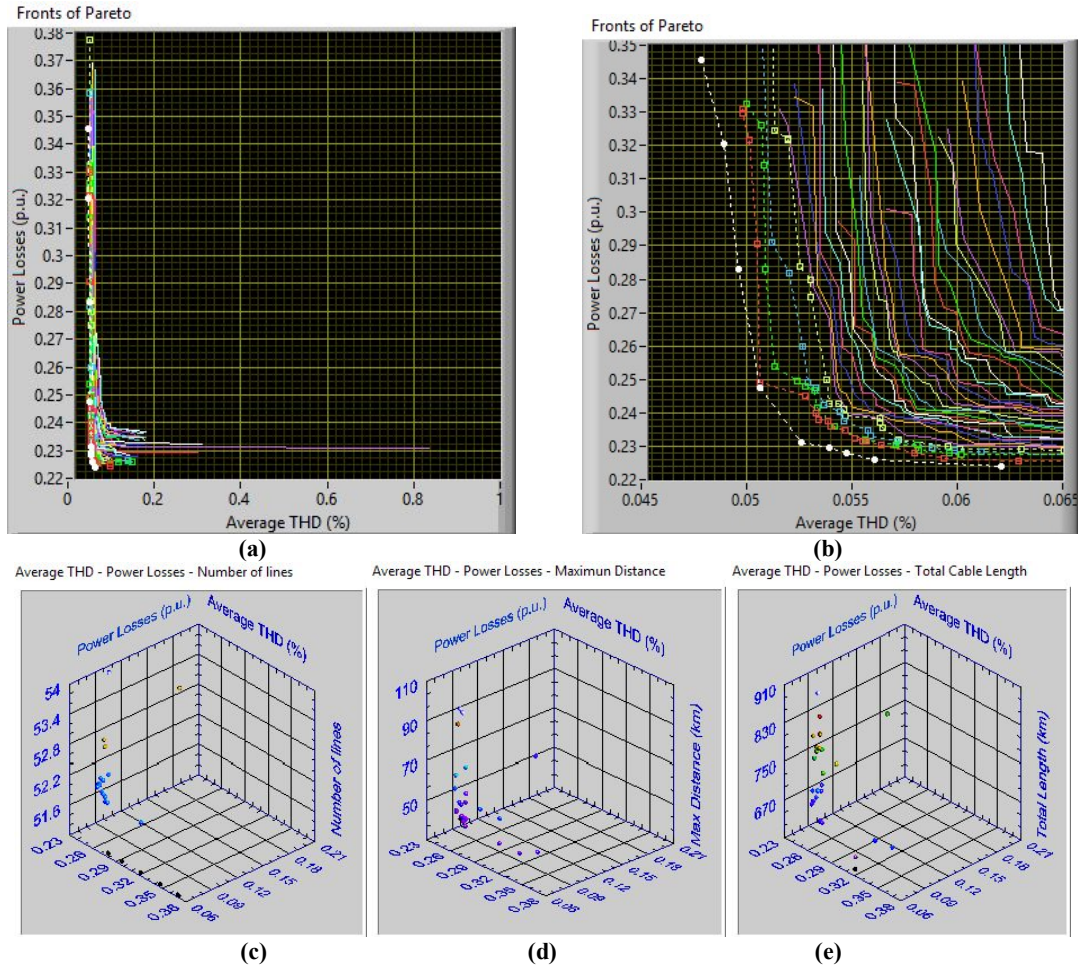 Fronts of Pareto
0.38
0.37
0.36
0.35
0.34
0.33
0.32
0.31
0.3
0.29
0.28
0.27
0.26
0.25
0.24
0.23
0.22
Power Losses (p.u.)
0 0.2 0.4 0.6 0.8 1
Average THD (%)
(a)
Fronts of Pareto
0.35
0.34
0.33
0.32
0.31
0.3
0.29
0.28
0.27
0.26
0.25
0.24
0.23
0.22
Power Losses (p.u.)
0.045 0.05 0.055 0.06 0.065
Average THD (%)
(b)
Average THD - Power Losses - Number of lines
Power Losses (p.u.)
Average THD (%)
54
53.4
52.8
52.2
51.6
Number of lines
0.23 0.26 0.29 0.32 0.35 0.38
0.06 0.09 0.12 0.15 0.18 0.21
(c)
Average THD - Power Losses - Maximun Distance
Power Losses (p.u.)
Average THD (%)
110
90
70
50
Max Distance (km)
0.23 0.26 0.29 0.32 0.35 0.38
0.06 0.09 0.12 0.15 0.18 0.21
(d)
Average THD - Power Losses - Total Cable Length
Power Losses (p.u.)
Average THD (%)
910
830
750
670
Total Length (km)
0.23 0.26 0.29 0.32 0.35 0.38
0.06 0.09 0.12 0.15 0.18 0.21
(e)